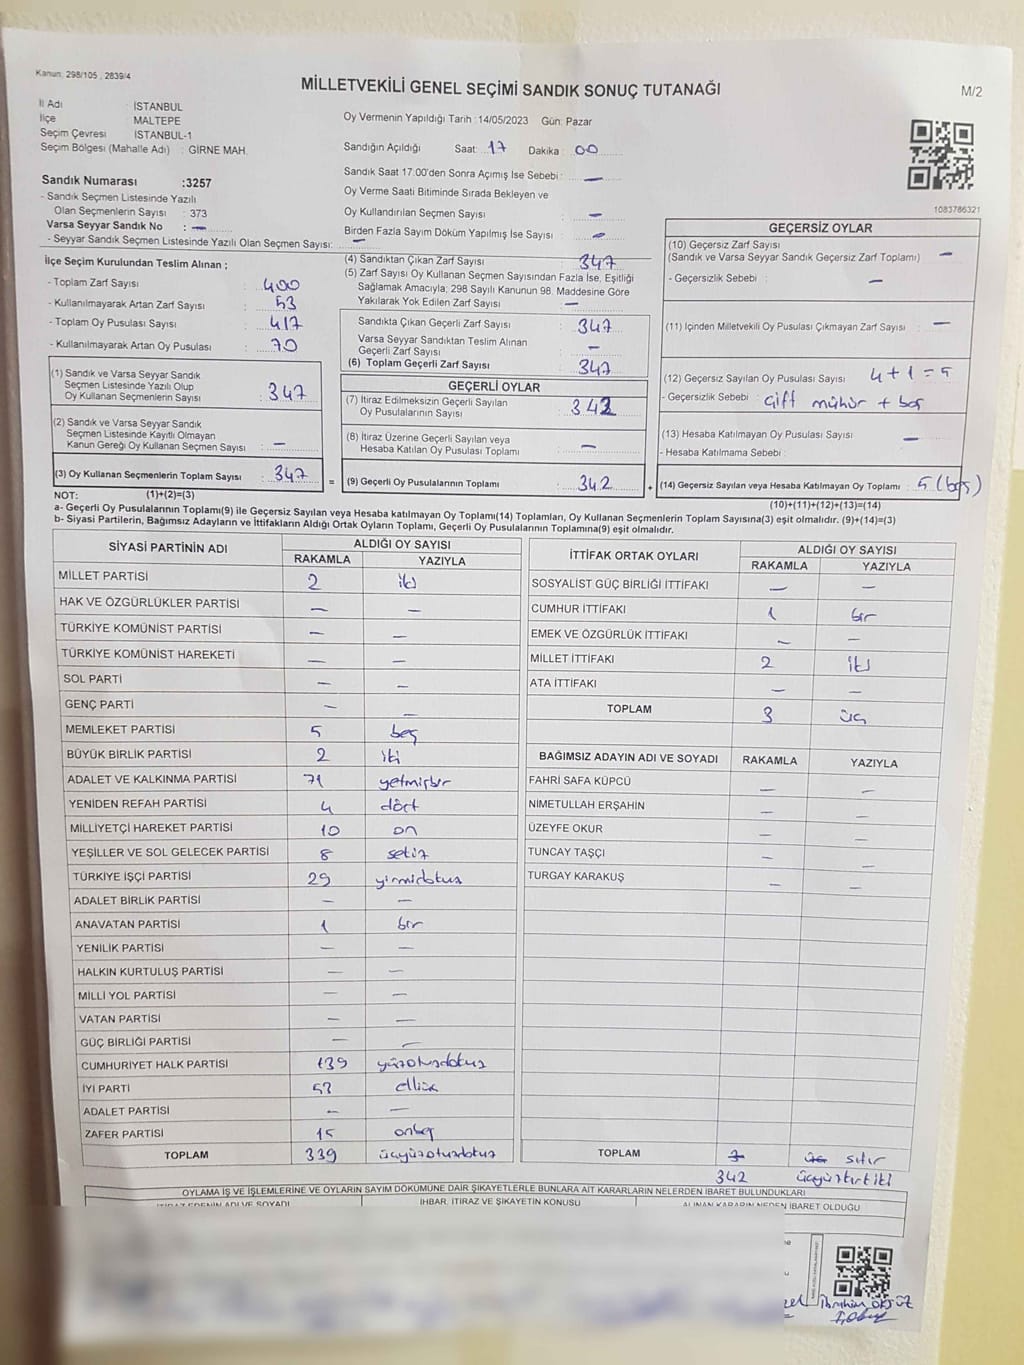 Kanun: 298/105 , 2839/4
MİLLETVEKİLİ GENEL SEÇİMİ SANDIK SONUÇ TUTANAĞI
M/2
İl Adı : İSTANBUL
İlçe : MALTEPE
Seçim Çevresi : İSTANBUL-1
Seçim Bölgesi (Mahalle Adı) : GİRNE MAH.
Oy Vermenin Yapıldığı Tarih : 14/05/2023 Gün: Pazar
Sandığın Açıldığı Saat: 17 Dakika : 00
Sandık Saat 17.00'den Sonra Açımış İse Sebebi : —
Oy Verme Saati Bitiminde Sırada Bekleyen ve
Oy Kullandırılan Seçmen Sayısı : —
Birden Fazla Sayım Döküm Yapılmış İse Sayısı : —
1083786321
Sandık Numarası :3257
- Sandık Seçmen Listesinde Yazılı
Olan Seçmenlerin Sayısı : 373
Varsa Seyyar Sandık No : —
- Seyyar Sandık Seçmen Listesinde Yazılı Olan Seçmen Sayısı: —
İlçe Seçim Kurulundan Teslim Alınan ;
- Toplam Zarf Sayısı : 400
- Kullanılmayarak Artan Zarf Sayısı : 53
- Toplam Oy Pusulası Sayısı : 417
- Kullanılmayarak Artan Oy Pusulası : 70
(1) Sandık ve Varsa Seyyar Sandık
Seçmen Listesinde Yazılı Olup
Oy Kullanan Seçmenlerin Sayısı : 347
(2) Sandık ve Varsa Seyyar Sandık
Seçmen Listesinde Kayıtlı Olmayan
Kanun Gereği Oy Kullanan Seçmen Sayısı : —
(3) Oy Kullanan Seçmenlerin Toplam Sayısı : 347
(4) Sandıktan Çıkan Zarf Sayısı : 347
(5) Zarf Sayısı Oy Kullanan Seçmen Sayısından Fazla İse, Eşitliği
Sağlamak Amacıyla; 298 Sayılı Kanunun 98. Maddesine Göre
Yakılarak Yok Edilen Zarf Sayısı : —
Sandıkta Çıkan Geçerli Zarf Sayısı : 347
Varsa Seyyar Sandıktan Teslim Alınan
Geçerli Zarf Sayısı : —
(6) Toplam Geçerli Zarf Sayısı : 347
GEÇERLİ OYLAR
(7) İtiraz Edilmeksizin Geçerli Sayılan
Oy Pusulalarının Sayısı : 342
(8) İtiraz Üzerine Geçerli Sayılan veya
Hesaba Katılan Oy Pusulası Toplamı : —
= (9) Geçerli Oy Pusulalarının Toplamı : 342
GEÇERSİZ OYLAR
(10) Geçersiz Zarf Sayısı
(Sandık ve Varsa Seyyar Sandık Geçersiz Zarf Toplamı) : —
- Geçersizlik Sebebi : —
(11) İçinden Milletvekili Oy Pusulası Çıkmayan Zarf Sayısı : —
(12) Geçersiz Sayılan Oy Pusulası Sayısı : 4+1=5
- Geçersizlik Sebebi : Çift mühür + boş
(13) Hesaba Katılmayan Oy Pusulası Sayısı : —
- Hesaba Katılmama Sebebi :
+ (14) Geçersiz Sayılan veya Hesaba Katılmayan Oy Toplamı : 5 (beş)
NOT: (1)+(2)=(3)
(10)+(11)+(12)+(13)=(14)
a- Geçerli Oy Pusulalarının Toplamı(9) ile Geçersiz Sayılan veya Hesaba katılmayan Oy Toplamı(14) Toplamları, Oy Kullanan Seçmenlerin Toplam Sayısına(3) eşit olmalıdır. (9)+(14)=(3)
b- Siyasi Partilerin, Bağımsız Adayların ve İttifakların Aldığı Ortak Oyların Toplamı, Geçerli Oy Pusulalarının Toplamına(9) eşit olmalıdır.
SİYASİ PARTİNİN ADI ALDIĞI OY SAYISI
RAKAMLA YAZIYLA
MİLLET PARTİSİ 2 iki
HAK VE ÖZGÜRLÜKLER PARTİSİ — —
TÜRKİYE KOMÜNİST PARTİSİ — —
TÜRKİYE KOMÜNİST HAREKETİ — —
SOL PARTİ — —
GENÇ PARTİ — —
MEMLEKET PARTİSİ 5 beş
BÜYÜK BİRLİK PARTİSİ 2 iki
ADALET VE KALKINMA PARTİSİ 71 yetmişbir
YENİDEN REFAH PARTİSİ 4 dört
MİLLİYETÇİ HAREKET PARTİSİ 10 on
YEŞİLLER VE SOL GELECEK PARTİSİ 8 sekiz
TÜRKİYE İŞÇİ PARTİSİ 29 yirmidokuz
ADALET BİRLİK PARTİSİ — —
ANAVATAN PARTİSİ 1 bir
YENİLİK PARTİSİ — —
HALKIN KURTULUŞ PARTİSİ — —
MİLLİ YOL PARTİSİ — —
VATAN PARTİSİ — —
GÜÇ BİRLİĞİ PARTİSİ — —
CUMHURİYET HALK PARTİSİ 139 yüzotuzdokuz
İYİ PARTİ 53 elliüç
ADALET PARTİSİ — —
ZAFER PARTİSİ 15 onbeş
TOPLAM 339 üçyüzotuzdokuz
İTTİFAK ORTAK OYLARI ALDIĞI OY SAYISI
RAKAMLA YAZIYLA
SOSYALİST GÜÇ BİRLİĞİ İTTİFAKI — —
CUMHUR İTTİFAKI 1 bir
EMEK VE ÖZGÜRLÜK İTTİFAKI — —
MİLLET İTTİFAKI 2 iki
ATA İTTİFAKI — —
TOPLAM 3 üç
BAĞIMSIZ ADAYIN ADI VE SOYADI RAKAMLA YAZIYLA
FAHRİ SAFA KÜPCÜ — —
NİMETULLAH ERŞAHİN — —
ÜZEYFE OKUR — —
TUNCAY TAŞÇI — —
TURGAY KARAKUŞ — —
TOPLAM sıfır
342 üçyüzkırkiki
OYLAMA İŞ VE İŞLEMLERİNE VE OYLARIN SAYIM DÖKÜMÜNE DAİR ŞİKAYETLERLE BUNLARA AİT KARARLARIN NELERDEN İBARET BULUNDUKLARI
İTİRAZ EDENİN ADI VE SOYADI İHBAR, İTİRAZ VE ŞİKAYETİN KONUSU ALINAN KARARIN NEDEN İBARET OLDUĞU
İbrahim